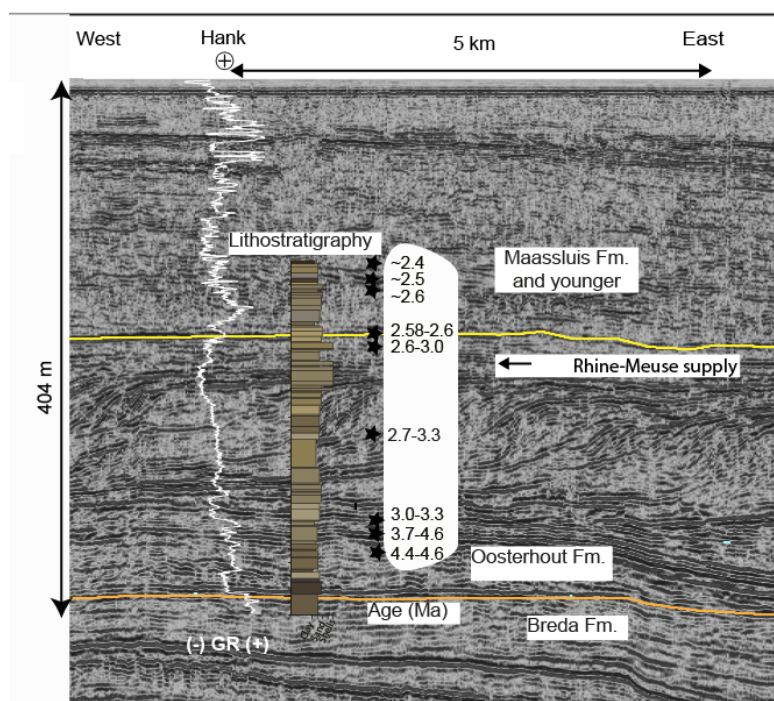 West
Hank
5 km
East
404 m
Lithostratigraphy
~2.4
~2.5
~2.6
Maassluis Fm.
and younger
2.58-2.6
2.6-3.0
Rhine-Meuse supply
2.7-3.3
3.0-3.3
3.7-4.6
4.4-4.6
Oosterhout Fm.
Age (Ma)
Breda Fm.
Clay
Sand
(-) GR (+)